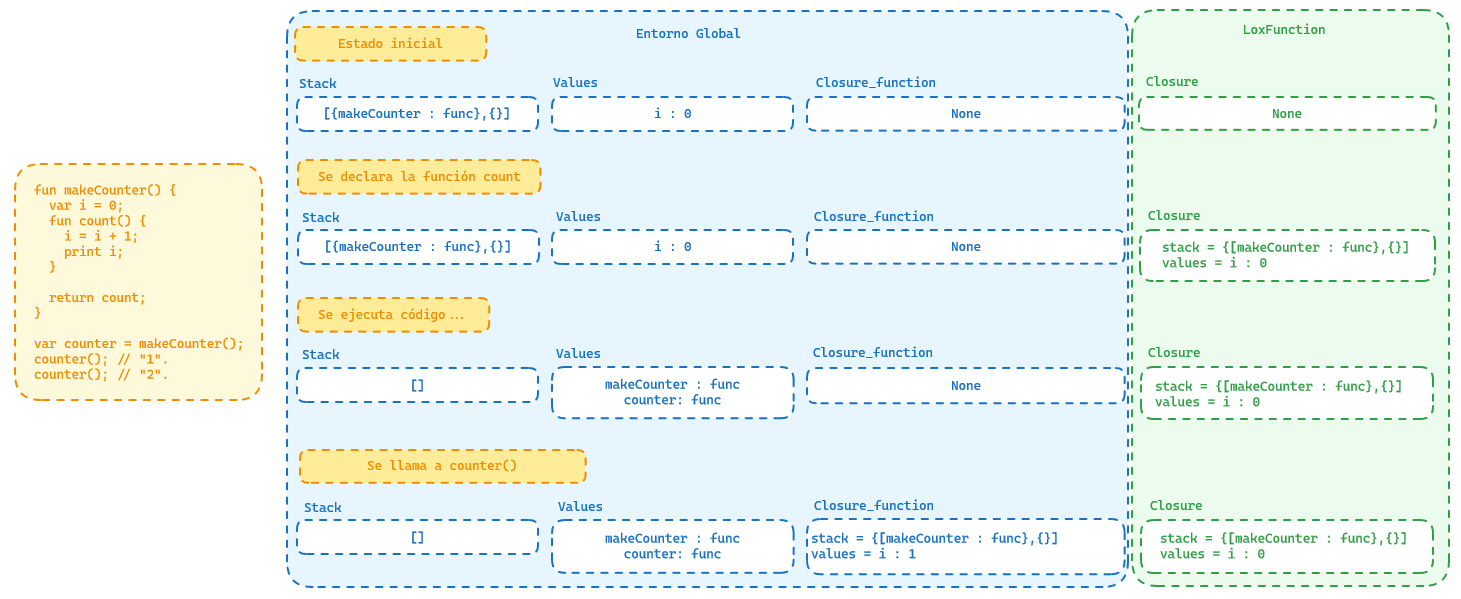 fun makeCounter() {
  var i = 0;
  fun count() {
    i = i + 1;
    print i;
  }

  return count;
}

var counter = makeCounter();
counter(); // "1".
counter(); // "2".
Entorno Global
Estado inicial
Stack
[{makeCounter : func},{}]
Values
i : 0
Closure_function
None
Se declara la función count
Stack
[{makeCounter : func},{}]
Values
i : 0
Closure_function
None
Se ejecuta código...
Stack
[]
Values
makeCounter : func
counter: func
Closure_function
None
Se llama a counter()
Stack
[]
Values
makeCounter : func
counter: func
Closure_function
stack = {[makeCounter : func},{}]
values = i : 1
LoxFunction
Closure
None
Closure
stack = {[makeCounter : func},{}]
values = i : 0
Closure
stack = {[makeCounter : func},{}]
values = i : 0
Closure
stack = {[makeCounter : func},{}]
values = i : 0